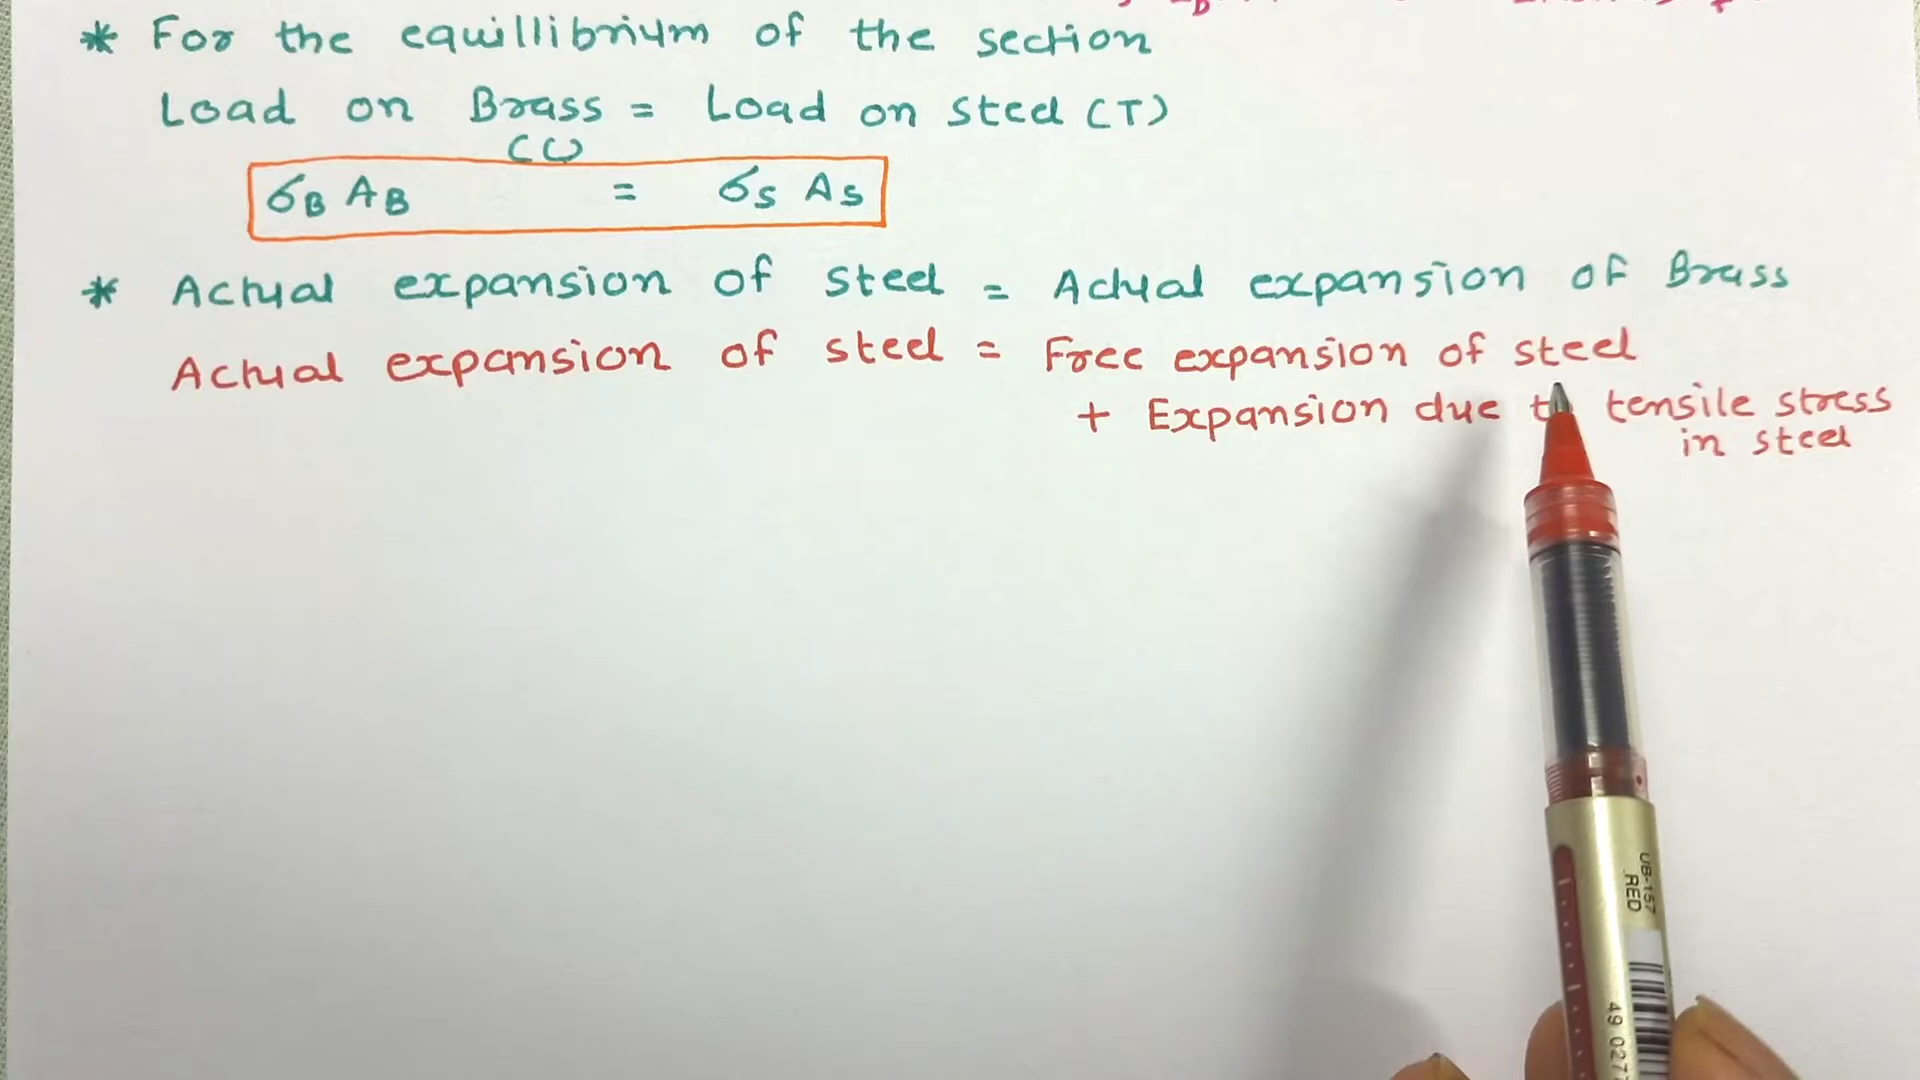 * For the equillibrium of the section
Load on Brass = Load on steel (T)
(C)
σB AB = σS AS
* Actual expansion of steel = Actual expansion of Brass
Actual expansion of steel = Free expansion of steel
+ Expansion due to tensile stress
in steel
UB-157
RED
49 0277